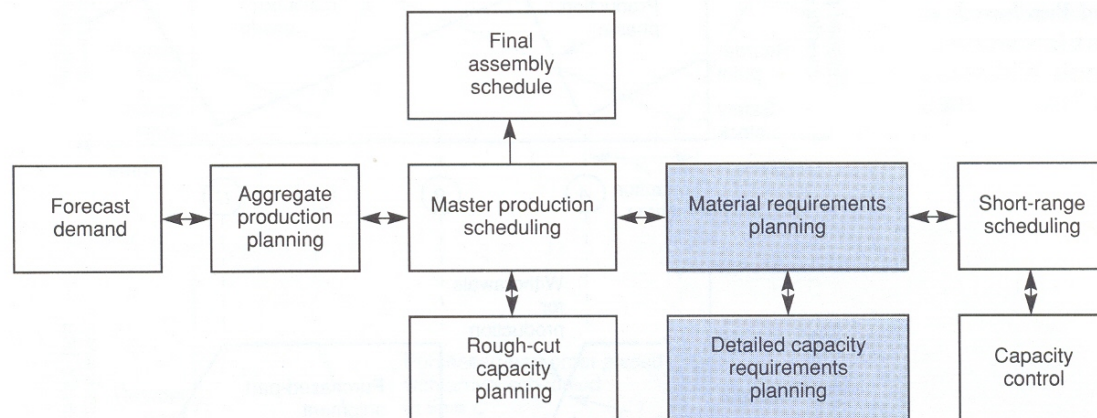 Final
assembly
schedule
Forecast
demand
Aggregate
production
planning
Master production
scheduling
Material requirements
planning
Short-range
scheduling
Rough-cut
capacity
planning
Detailed capacity
requirements
planning
Capacity
control